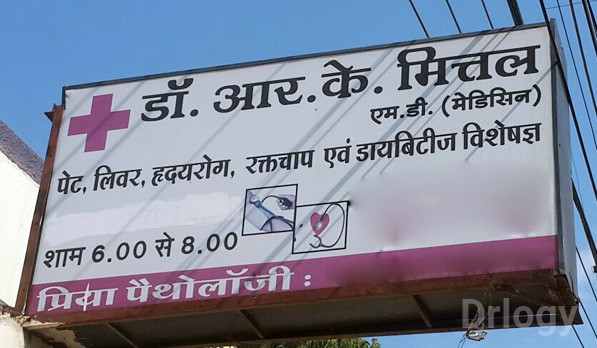 डॉ. आर. के. मित्तल
एम.डी. (मेडिसिन)
पेट, लिवर, हृदयरोग, रक्तचाप एवं डायबिटीज विशेषज्ञ
शाम 6.00 से 8.00
प्रिया पैथोलॉजी :
Drlogy